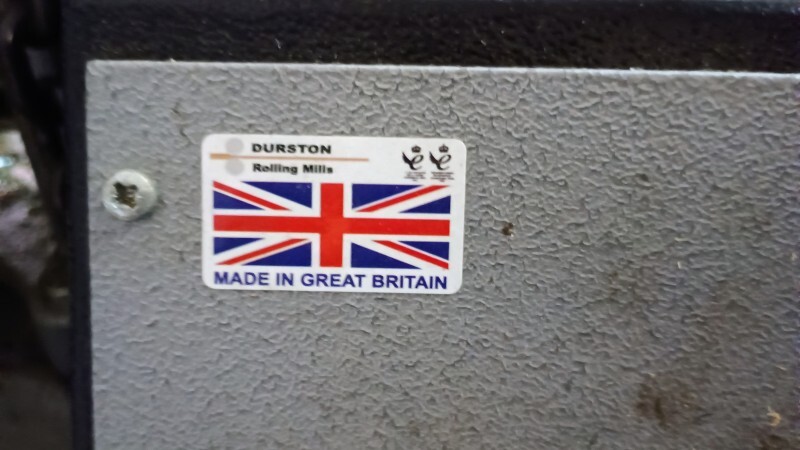 DURSTON
Rolling Mills
MADE IN GREAT BRITAIN